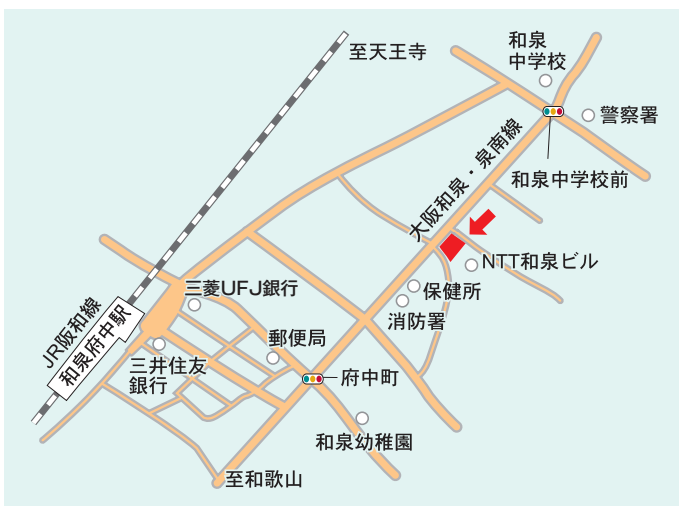 至天王寺
和泉
中学校
警察署
和泉中学校前
大阪和泉・泉南線
NTT和泉ビル
保健所
消防署
三菱UFJ銀行
JR阪和線
和泉府中駅
郵便局
三井住友
銀行
府中町
和泉幼稚園
至和歌山